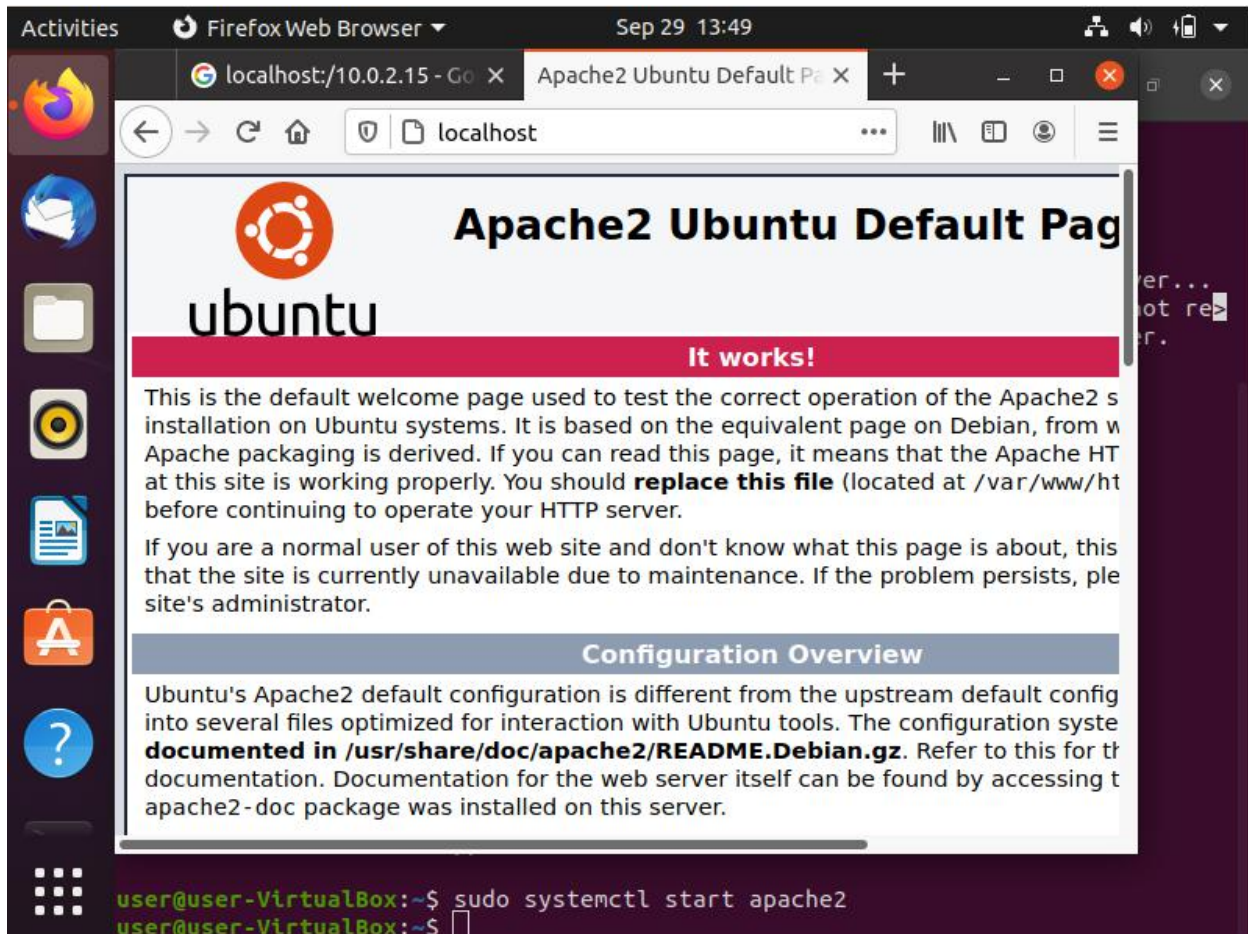 Activities Firefox Web Browser Sep 29 13:49
localhost:/10.0.2.15 - Go Apache2 Ubuntu Default Pa
localhost
ubuntu
Apache2 Ubuntu Default Pag
It works!
This is the default welcome page used to test the correct operation of the Apache2 s
installation on Ubuntu systems. It is based on the equivalent page on Debian, from w
Apache packaging is derived. If you can read this page, it means that the Apache HT
at this site is working properly. You should replace this file (located at /var/www/ht
before continuing to operate your HTTP server.
If you are a normal user of this web site and don't know what this page is about, this
that the site is currently unavailable due to maintenance. If the problem persists, ple
site's administrator.
Configuration Overview
Ubuntu's Apache2 default configuration is different from the upstream default config
into several files optimized for interaction with Ubuntu tools. The configuration syste
documented in /usr/share/doc/apache2/README.Debian.gz. Refer to this for th
documentation. Documentation for the web server itself can be found by accessing t
apache2-doc package was installed on this server.
ver...
not re>
er.
user@user-VirtualBox:~$ sudo systemctl start apache2
user@user-VirtualBox:~$